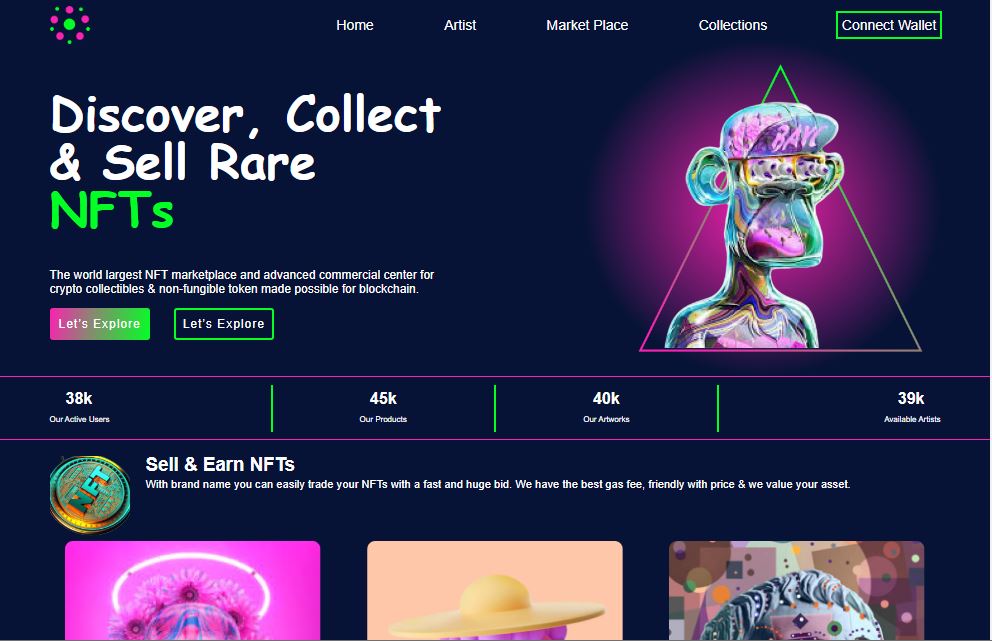 Home Artist Market Place Collections Connect Wallet
Discover, Collect
& Sell Rare
NFTs
The world largest NFT marketplace and advanced commercial center for
crypto collectibles & non-fungible token made possible for blockchain.
Let's Explore Let's Explore
38k 45k 40k 39k
Our Active Users Our Products Our Artworks Available Artists
NFT
Sell & Earn NFTs
With brand name you can easily trade your NFTs with a fast and huge bid. We have the best gas fee, friendly with price & we value your asset.